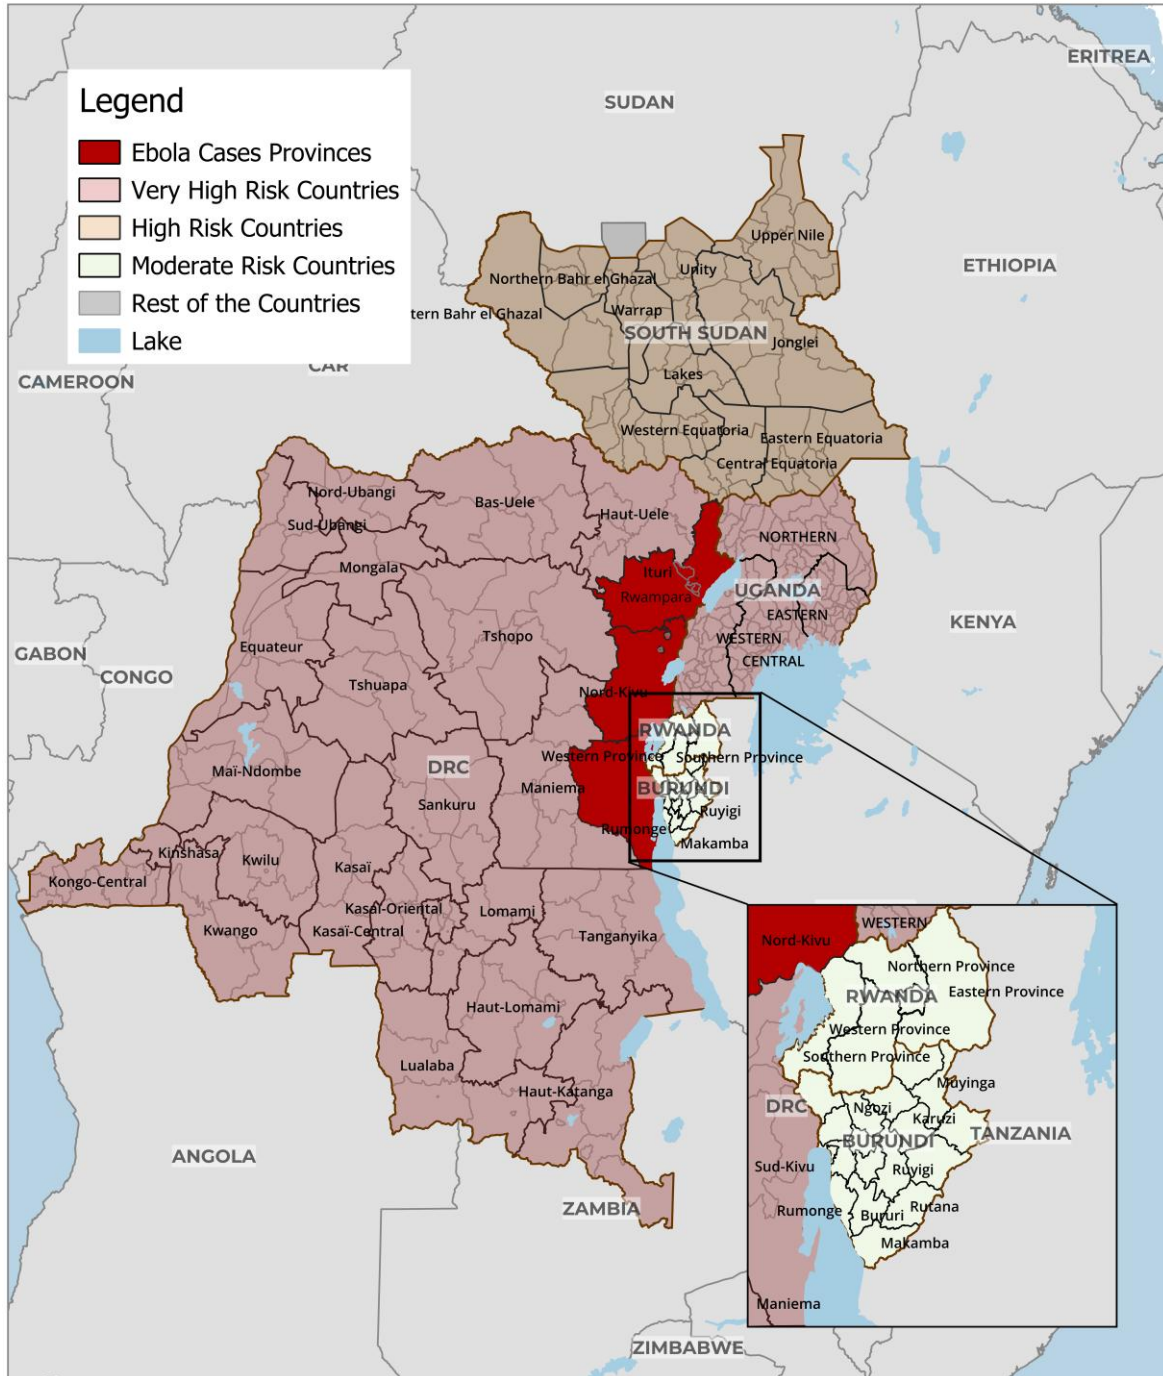 ERITREA
SUDAN
Legend
Ebola Cases Provinces
Very High Risk Countries
High Risk Countries
Moderate Risk Countries
Rest of the Countries
Lake
Upper Nile
ETHIOPIA
Unity
Northern Bahr el Ghazal
Warrap
tern Bahr el Ghazal
SOUTH SUDAN
Jonglei
CAR
Lakes
CAMEROON
Western Equatoria
Eastern Equatoria
Central Equatoria
Nord-Ubangi
Bas-Uele
Haut-Uele
Sud-Ubangi
NORTHERN
Mongala
Ituri
UGANDA
Rwampara
EASTERN
KENYA
Tshopo
WESTERN
Equateur
GABON
CENTRAL
CONGO
Tshuapa
Nord-Kivu
RWANDA
Western Province
Southern Province
DRC
Maï-Ndombe
Maniema
BURUNDI
Sankuru
Ruyigi
Rumonge
Makamba
Kinshasa
Kwilu
Kasaï
Kongo-Central
Kasaï-Oriental
Lomami
Kwango
Kasaï-Central
Tanganyika
Nord-Kivu
WESTERN
Northern Province
Eastern Province
RWANDA
Haut-Lomami
Western Province
Southern Province
Lualaba
Muyinga
Haut-Katanga
DRC
Ngozi
Karuzi
TANZANIA
BURUNDI
ANGOLA
Sud-Kivu
Ruyigi
ZAMBIA
Rumonge
Bururi
Rutana
Makamba
Maniema
ZIMBABWE